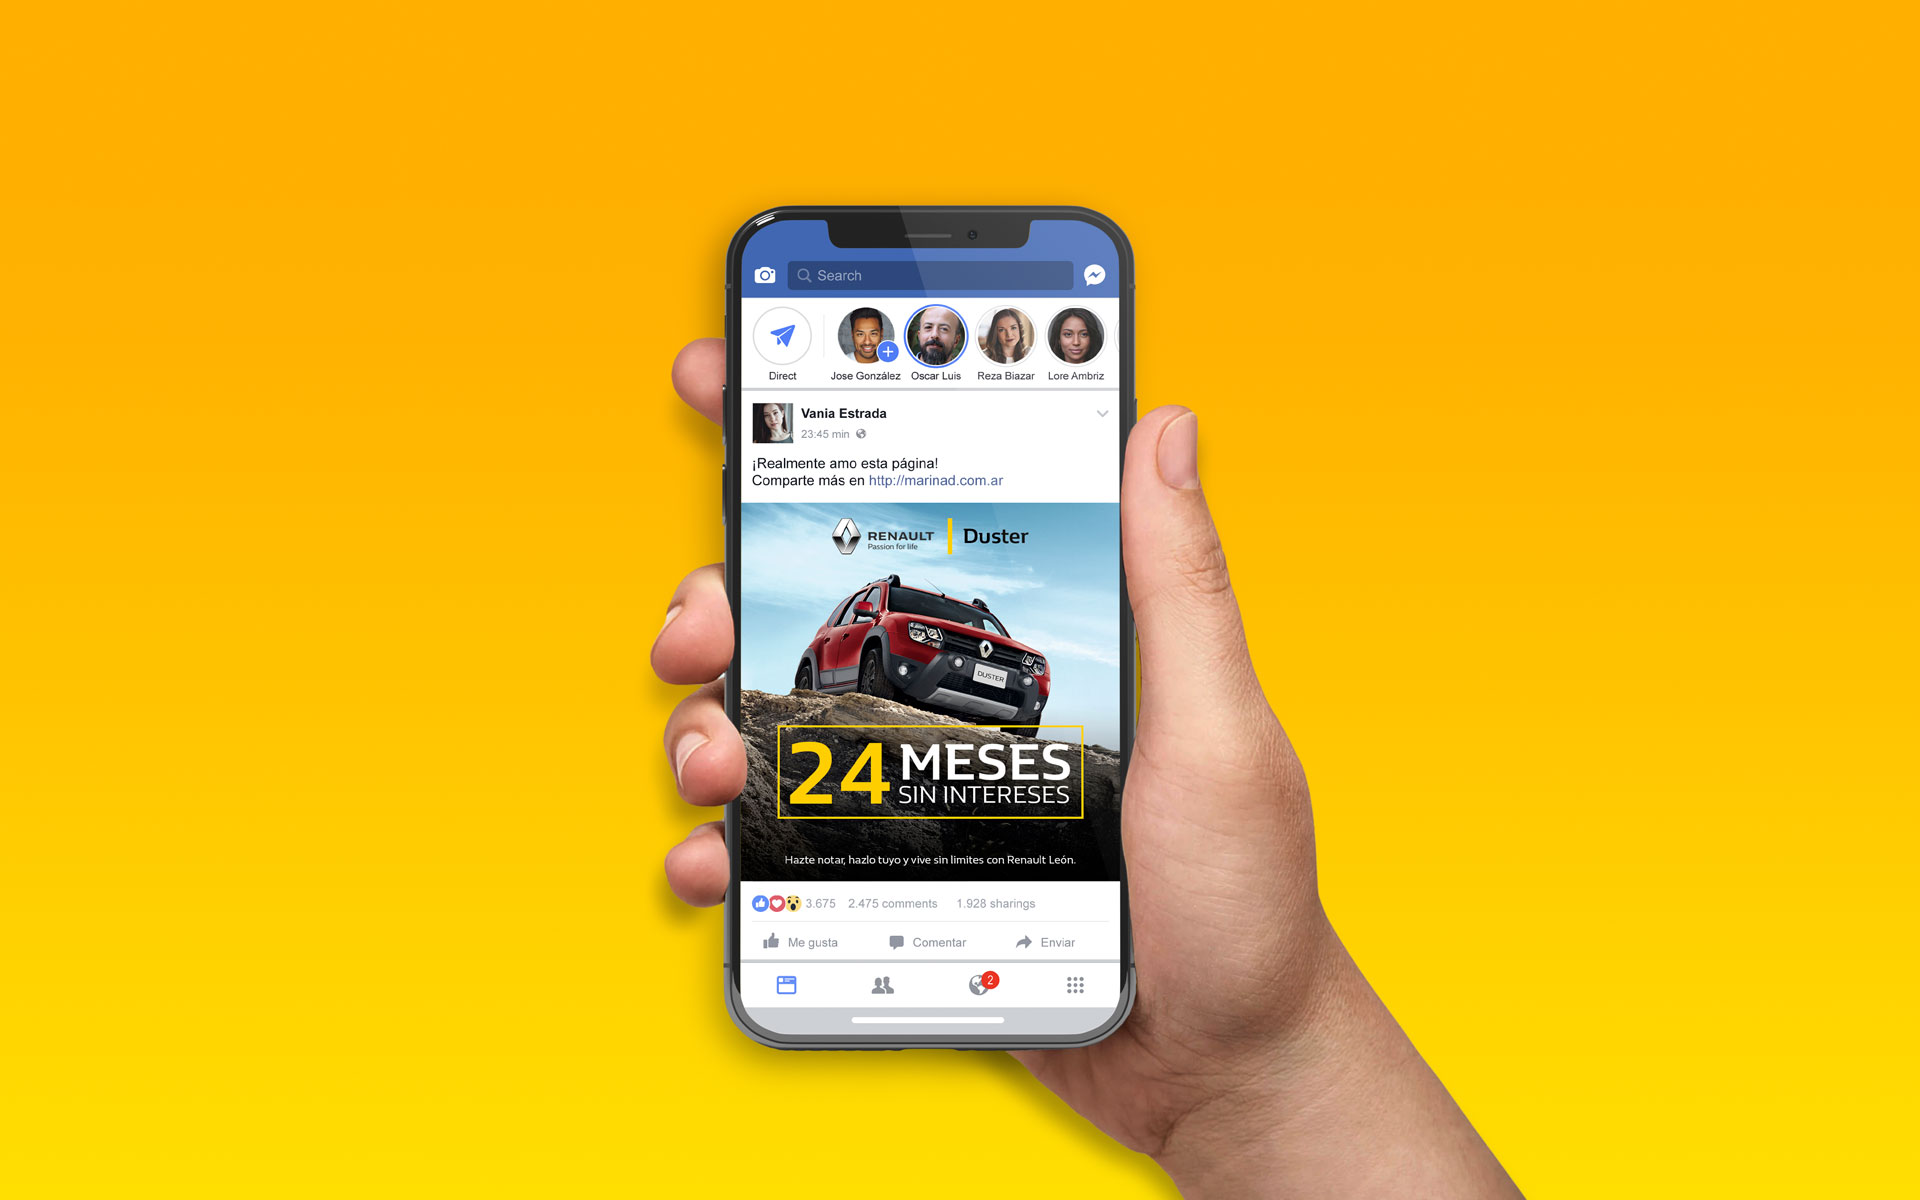 Search
Direct
Jose González
Oscar Luis
Reza Biazar
Lore Ambriz
Vania Estrada
23:45 min
¡Realmente amo esta página!
Comparte más en http://marinad.com.ar
RENAULT
Passion for life
Duster
DUSTER
24 MESES
SIN INTERESES
Hazte notar, hazlo tuyo y vive sin limites con Renault León.
3.675 2.475 comments 1.928 sharings
Me gusta Comentar Enviar
2